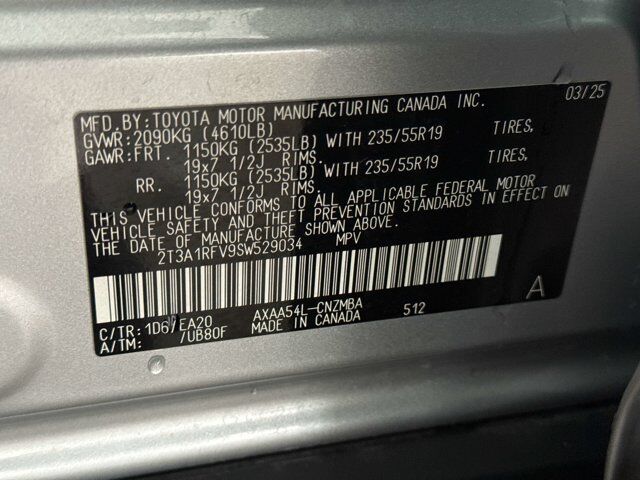 MFD. BY: TOYOTA MOTOR MANUFACTURING CANADA INC. 03/25
GVWR: 2090KG (4610LB)
GAWR: FRT. 1150KG (2535LB) WITH 235/55R19 TIRES,
19x7 1/2J RIMS.
RR. 1150KG (2535LB) WITH 235/55R19 TIRES,
19x7 1/2J RIMS.
THIS VEHICLE CONFORMS TO ALL APPLICABLE FEDERAL MOTOR
VEHICLE SAFETY AND THEFT PREVENTION STANDARDS IN EFFECT ON
THE DATE OF MANUFACTURE SHOWN ABOVE.
2T3A1RFV9SW529034 MPV
C/TR: 1D6/EA20 AXAA54L-CNZMBA 512 A
A/TM: /UB80F MADE IN CANADA